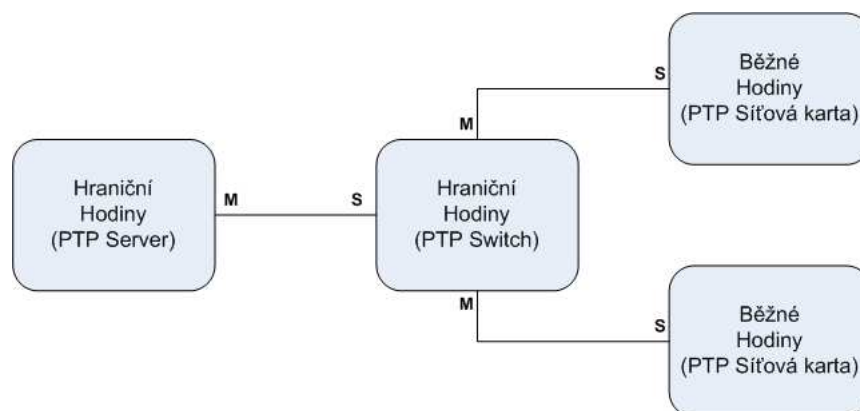 Hraniční
Hodiny
(PTP Server)
M
S
Hraniční
Hodiny
(PTP Switch)
M
S
Běžné
Hodiny
(PTP Síťová karta)
M
S
Běžné
Hodiny
(PTP Síťová karta)